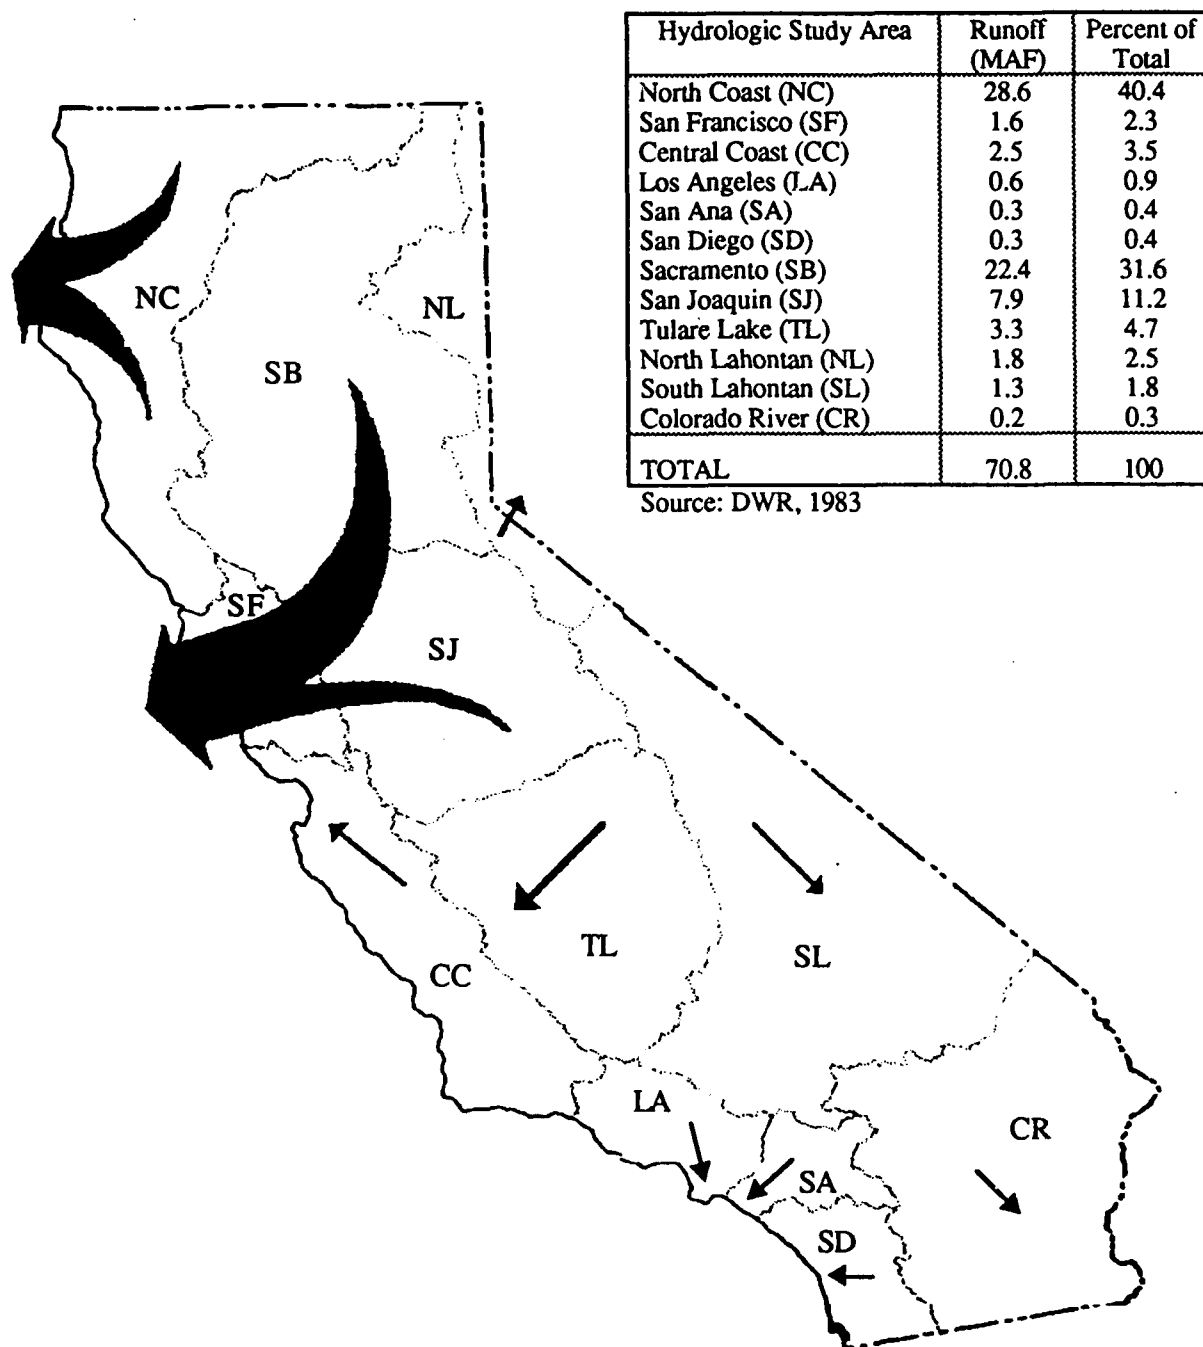 Hydrologic Study Area Runoff (MAF) Percent of Total
North Coast (NC) 28.6 40.4
San Francisco (SF) 1.6 2.3
Central Coast (CC) 2.5 3.5
Los Angeles (LA) 0.6 0.9
San Ana (SA) 0.3 0.4
San Diego (SD) 0.3 0.4
Sacramento (SB) 22.4 31.6
San Joaquin (SJ) 7.9 11.2
Tulare Lake (TL) 3.3 4.7
North Lahontan (NL) 1.8 2.5
South Lahontan (SL) 1.3 1.8
Colorado River (CR) 0.2 0.3
TOTAL 70.8 100
Source: DWR, 1983
NC
NL
SB
SF
SJ
TL
SL
CC
LA
CR
SA
SD